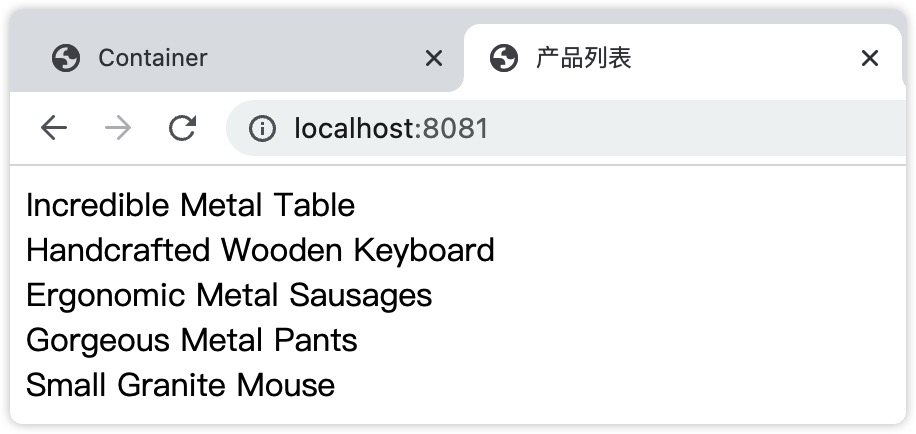 Container
产品列表
localhost:8081
Incredible Metal Table
Handcrafted Wooden Keyboard
Ergonomic Metal Sausages
Gorgeous Metal Pants
Small Granite Mouse